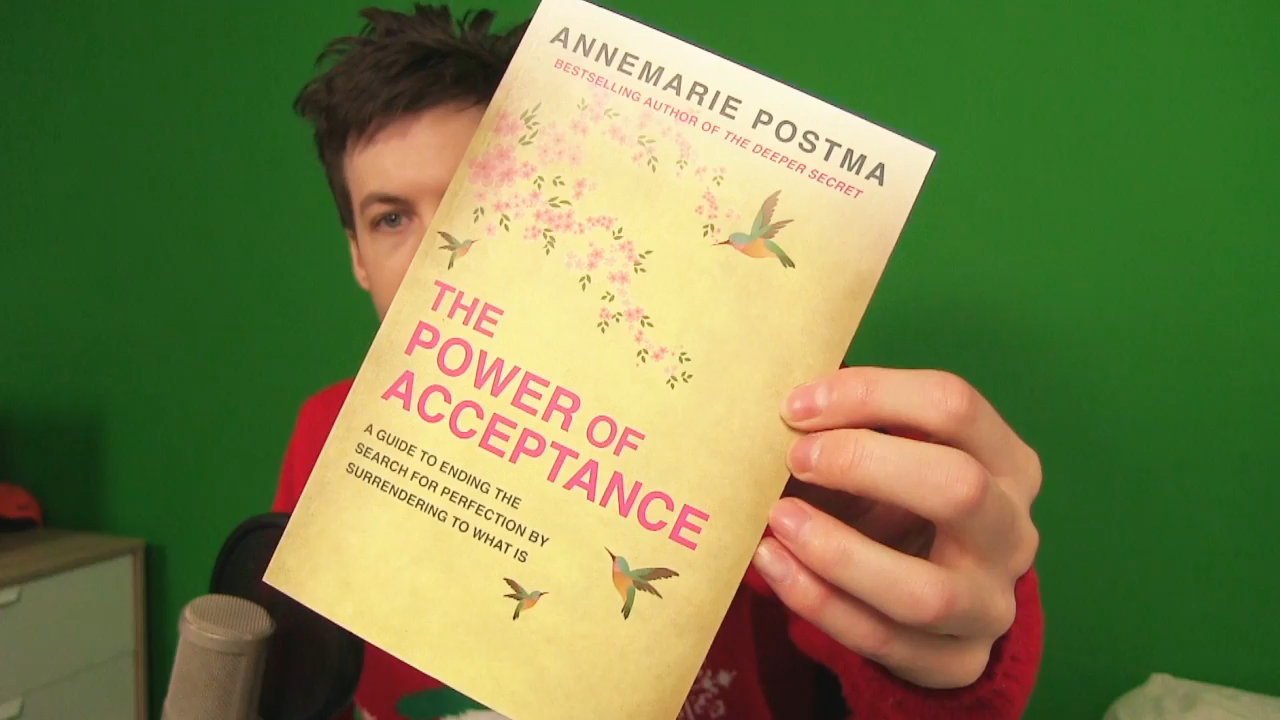 ANNEMARIE POSTMA
BESTSELLING AUTHOR OF THE DEEPER SECRET
THE
POWER OF
ACCEPTANCE
A GUIDE TO ENDING THE
SEARCH FOR PERFECTION BY
SURRENDERING TO WHAT IS